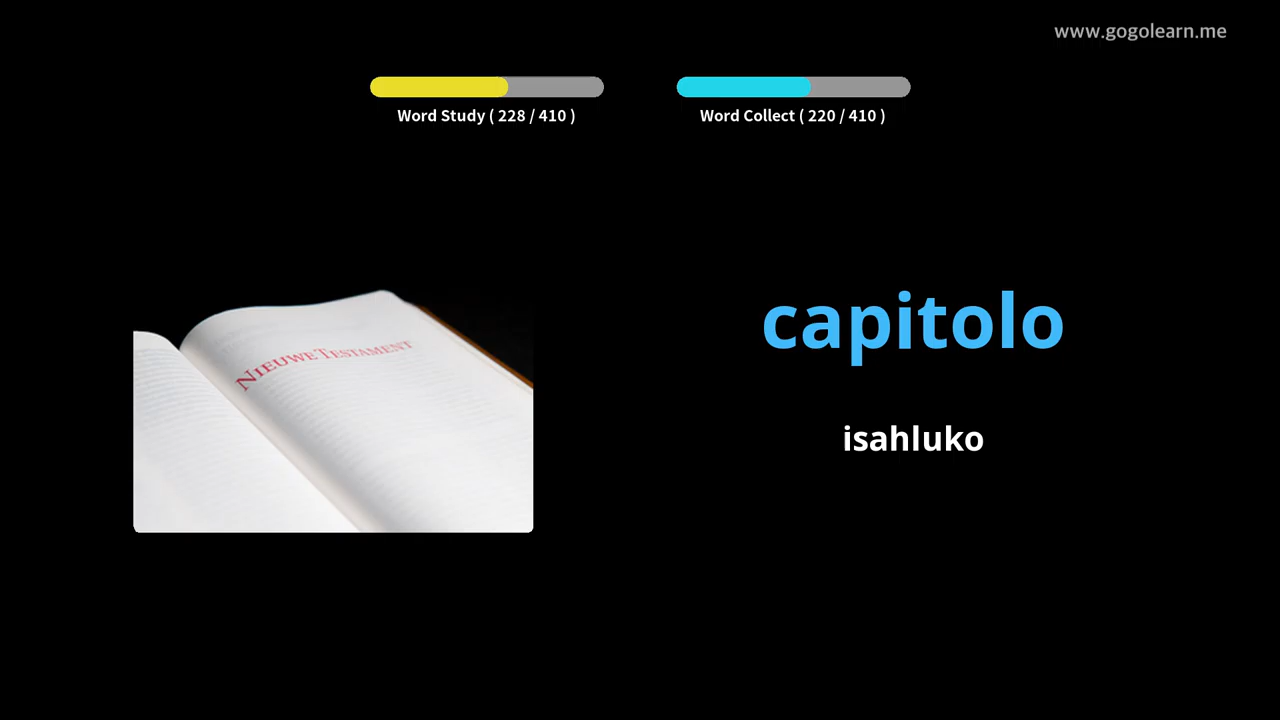 www.gogolearn.me
Word Study ( 228 / 410 )
Word Collect ( 220 / 410 )
NIEUWE TESTAMENT
capitolo
isahluko